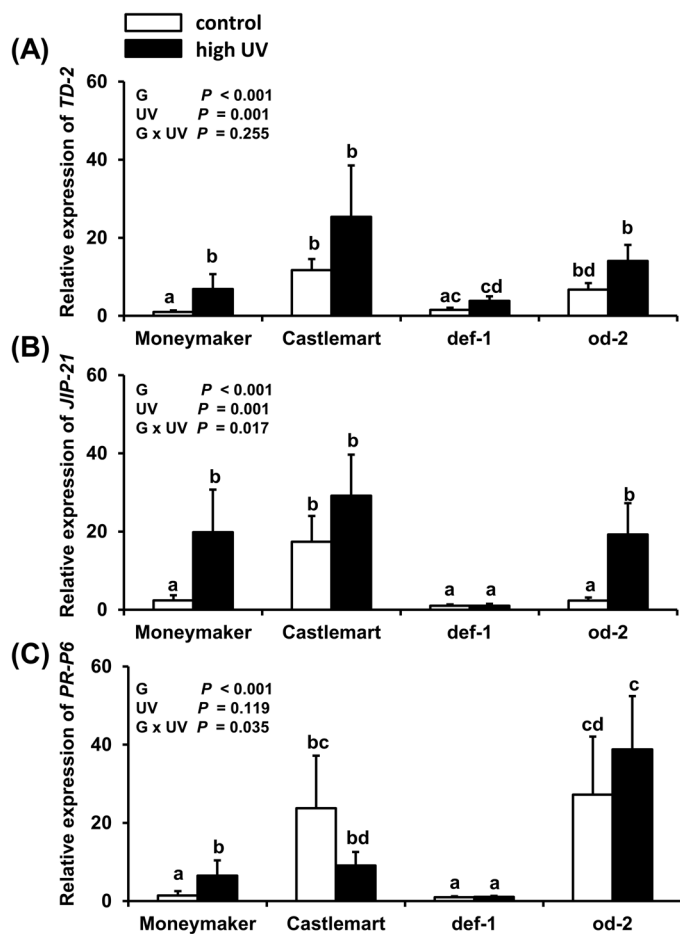 control
high UV
(A)
Relative expression of TD-2
60
40
20
0
G P < 0.001
UV P = 0.001
G x UV P = 0.255
a
b
b
b
ac
cd
bd
b
Moneymaker Castlemart def-1 od-2
(B)
Relative expression of JIP-21
60
40
20
0
G P < 0.001
UV P = 0.001
G x UV P = 0.017
a
b
b
b
a
a
a
b
Moneymaker Castlemart def-1 od-2
(C)
Relative expression of PR-P6
60
40
20
0
G P < 0.001
UV P = 0.119
G x UV P = 0.035
a
b
bc
bd
a
a
cd
c
Moneymaker Castlemart def-1 od-2